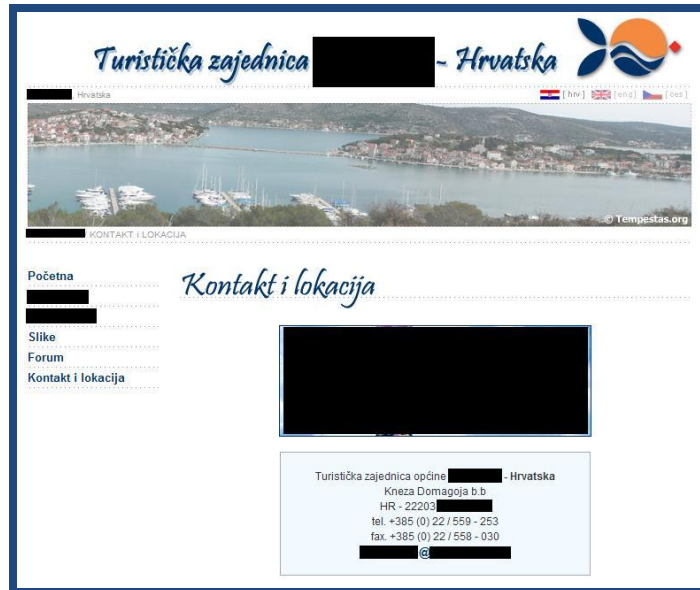 Turistička zajednica - Hrvatska
Hrvatska
[hrv] [eng] [ces]
© Tempestas.org
KONTAKT i LOKACIJA
Početna
Slike
Forum
Kontakt i lokacija
Kontakt i lokacija
Turistička zajednica općine - Hrvatska
Kneza Domagoja b.b
HR - 22203
tel. +385 (0) 22 / 559 - 253
fax. +385 (0) 22 / 558 - 030
@